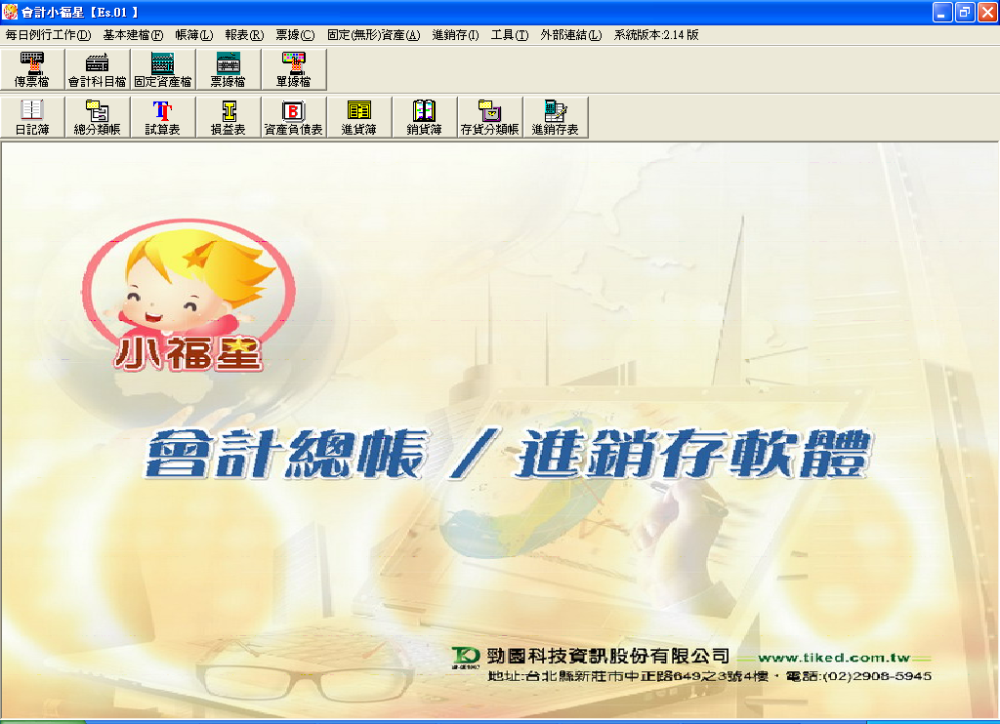 會計小福星【Es.01 】
每日例行工作(D) 基本建檔(F) 帳簿(L) 報表(R) 票據(C) 固定(無形)資產(A) 進銷存(I) 工具(T) 外部連結(L) 系統版本:2.14 版
傳票檔 會計科目檔 固定資產檔 票據檔 單據檔
日記簿 總分類帳 試算表 損益表 資產負債表 進貨簿 銷貨簿 存貨分類帳 進銷存表
小福星
會計總帳 / 進銷存軟體
勁園科技資訊股份有限公司 www.tiked.com.tw
地址:台北縣新莊市中正路649之3號4樓・電話:(02)2908-5945